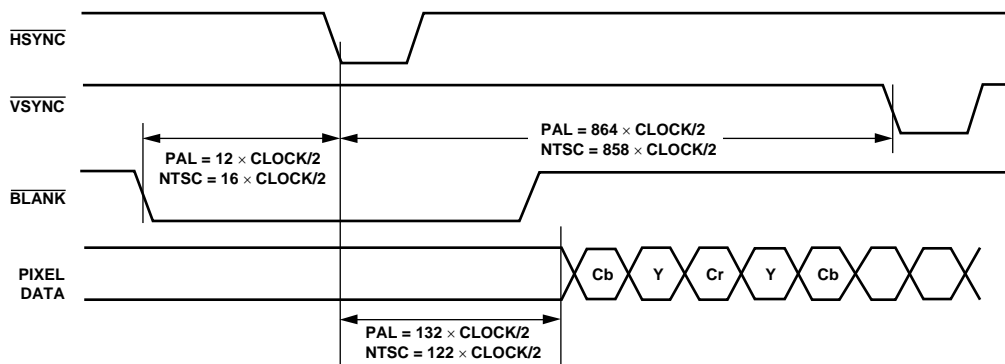 HSYNC
VSYNC
PAL = 864 × CLOCK/2
NTSC = 858 × CLOCK/2
PAL = 12 × CLOCK/2
NTSC = 16 × CLOCK/2
BLANK
PIXEL
DATA
Cb Y Cr Y Cb
PAL = 132 × CLOCK/2
NTSC = 122 × CLOCK/2